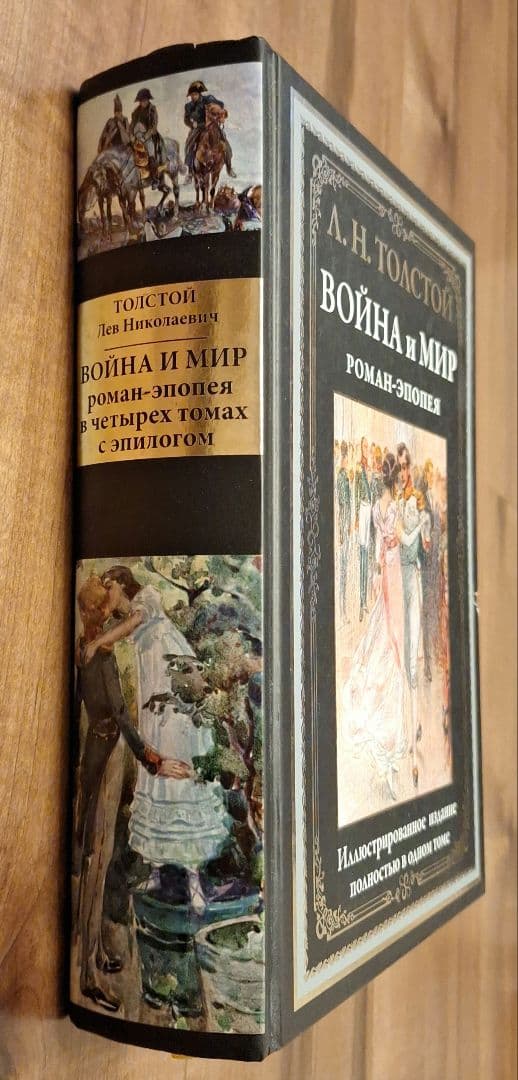 ТОЛСТОЙ
Лев Николаевич
ВОЙНА И МИР
роман-эпопея
в четырех томах
с эпилогом
Л. Н. ТОЛСТОЙ
ВОЙНА и МИР
РОМАН-ЭПОПЕЯ
Иллюстрированное издание
полностью в одном томе